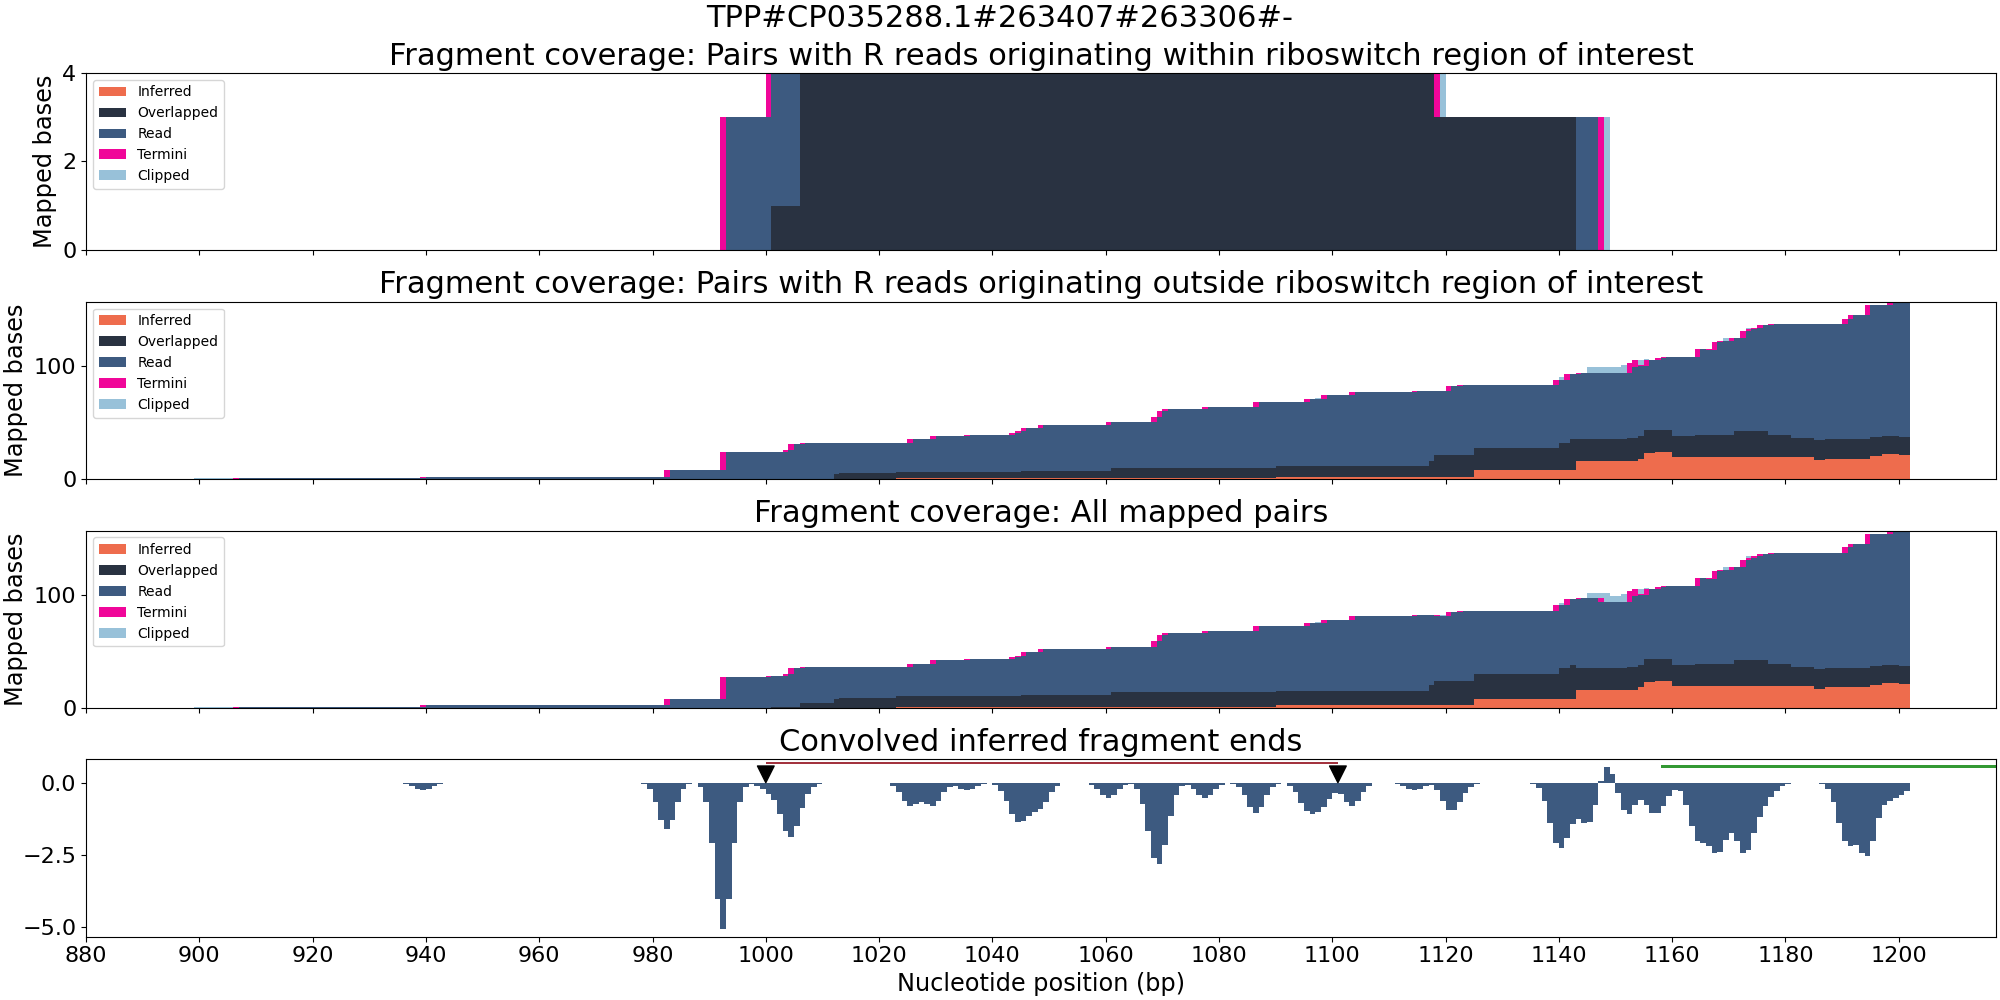 TPP#CP035288.1#263407#263306#-
Fragment coverage: Pairs with R reads originating within riboswitch region of interest
Mapped bases
4
2
0
Inferred
Overlapped
Read
Termini
Clipped
Fragment coverage: Pairs with R reads originating outside riboswitch region of interest
Mapped bases
100
0
Inferred
Overlapped
Read
Termini
Clipped
Fragment coverage: All mapped pairs
Mapped bases
100
0
Inferred
Overlapped
Read
Termini
Clipped
Convolved inferred fragment ends
0.0
−2.5
−5.0
880 900 920 940 960 980 1000 1020 1040 1060 1080 1100 1120 1140 1160 1180 1200
Nucleotide position (bp)